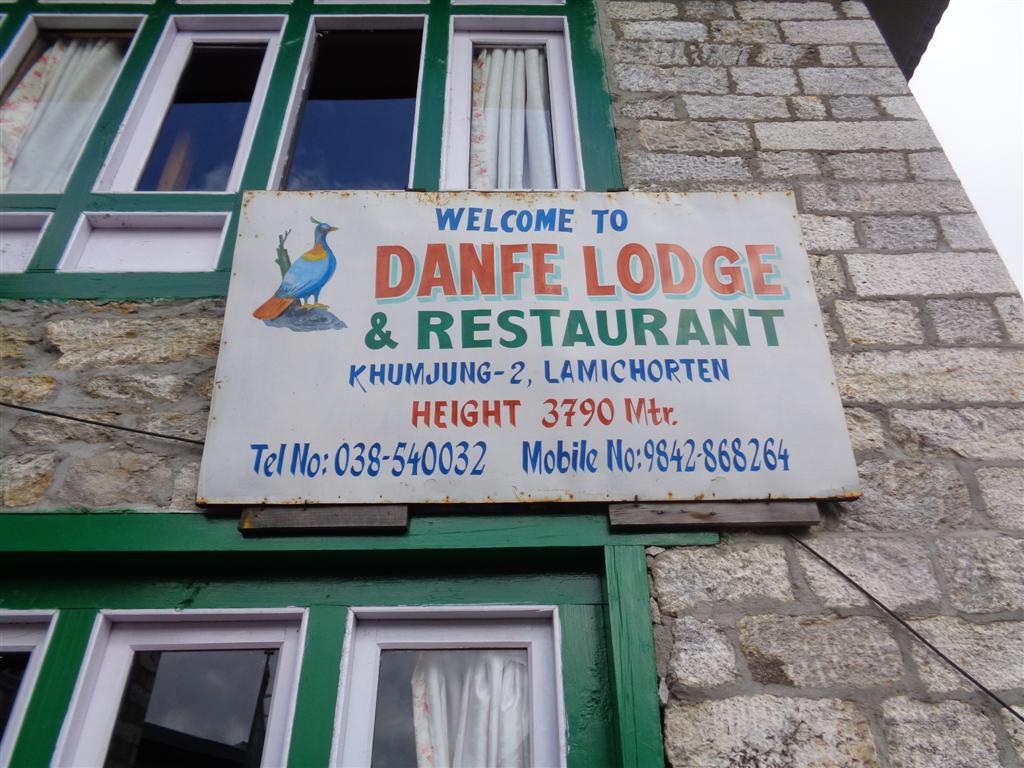 WELCOME TO
DANFE LODGE
& RESTAURANT
KHUMJUNG-2, LAMICHORTEN
HEIGHT 3790 Mtr.
Tel No: 038-540032 Mobile No:9842-868264